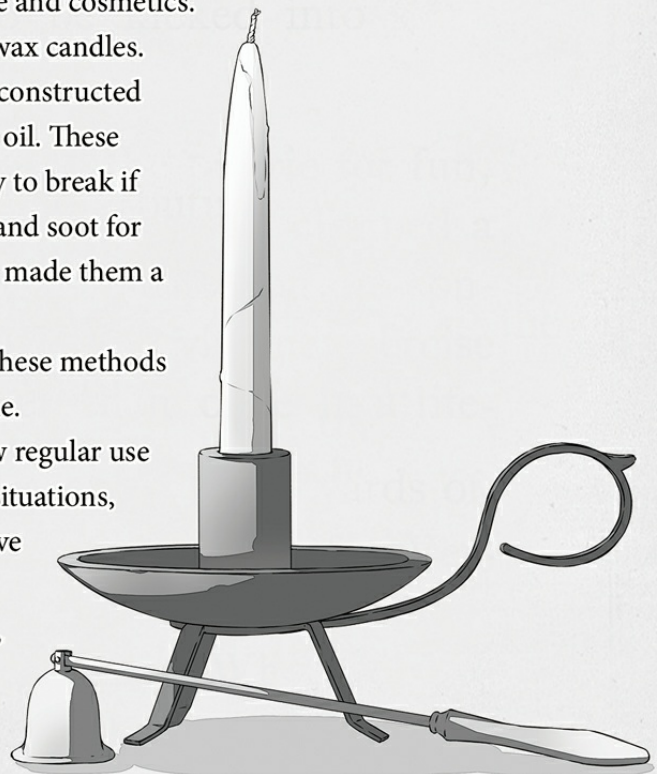 e and cosmetics.
wax candles.
constructed
oil. These
y to break if
and soot for
made them a
hese methods
e.
w regular use
ituations,
ve